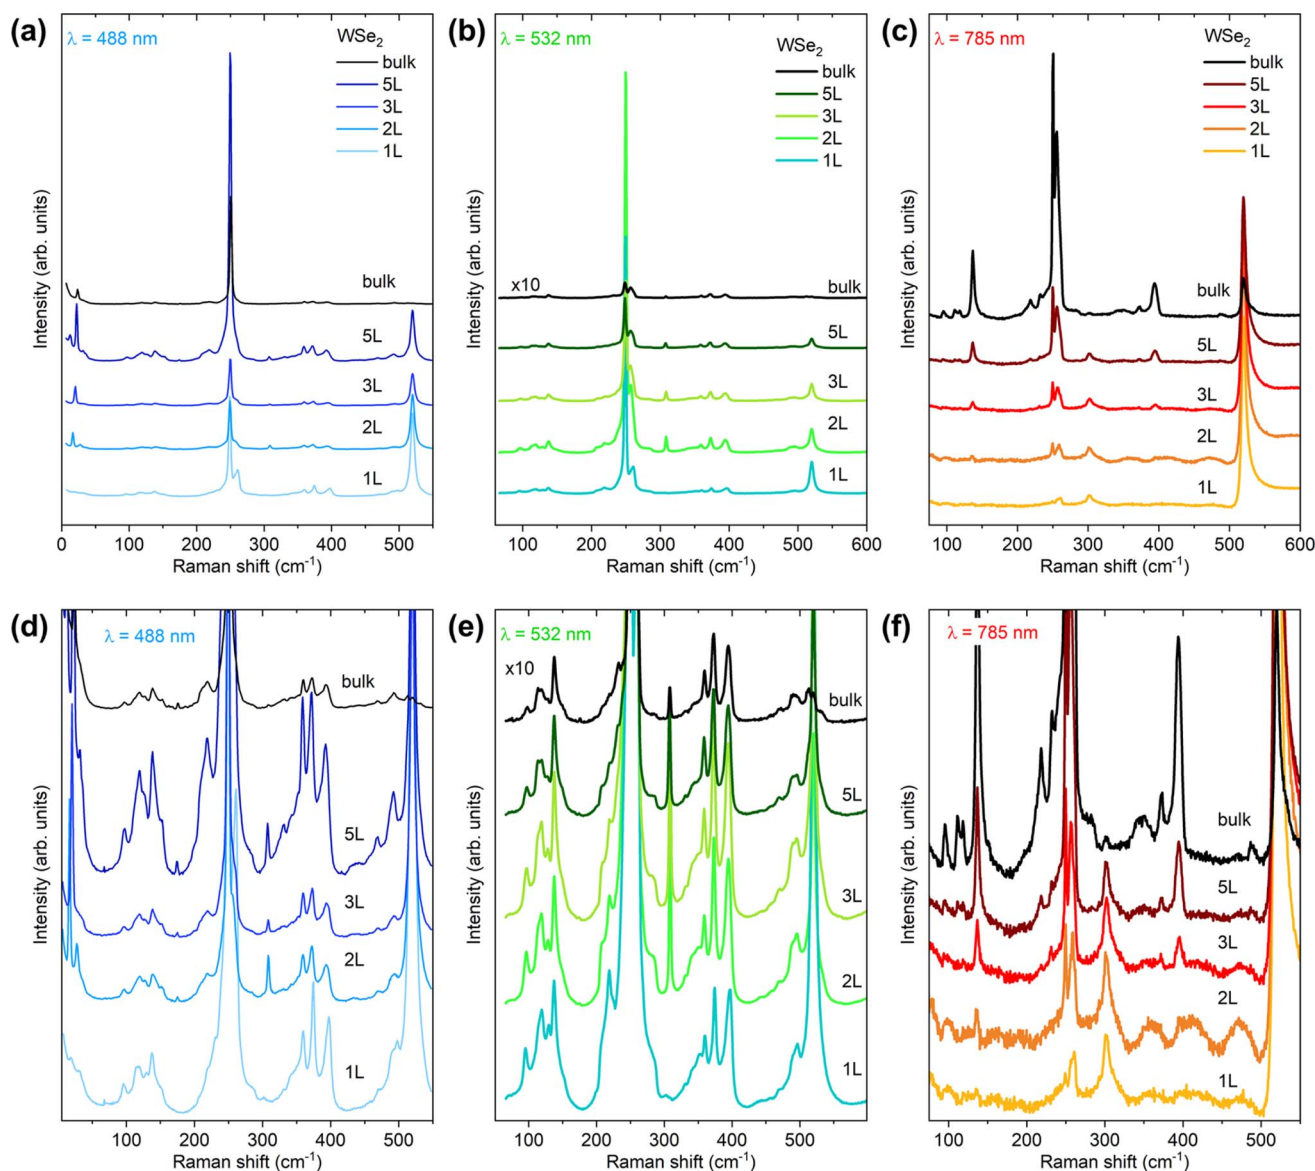 (a)
λ = 488 nm
WSe₂
bulk
5L
3L
2L
1L
bulk
5L
3L
2L
1L
Intensity (arb. units)
0 100 200 300 400 500
Raman shift (cm⁻¹)
(b)
λ = 532 nm
WSe₂
bulk
5L
3L
2L
1L
x10
bulk
5L
3L
2L
1L
Intensity (arb. units)
100 200 300 400 500 600
Raman shift (cm⁻¹)
(c)
λ = 785 nm
WSe₂
bulk
5L
3L
2L
1L
bulk
5L
3L
2L
1L
Intensity (arb. units)
100 200 300 400 500 600
Raman shift (cm⁻¹)
(d)
λ = 488 nm
bulk
5L
3L
2L
1L
Intensity (arb. units)
100 200 300 400 500
Raman shift (cm⁻¹)
(e)
λ = 532 nm
x10
bulk
5L
3L
2L
1L
Intensity (arb. units)
100 200 300 400 500
Raman shift (cm⁻¹)
(f)
λ = 785 nm
bulk
5L
3L
2L
1L
Intensity (arb. units)
100 200 300 400 500
Raman shift (cm⁻¹)